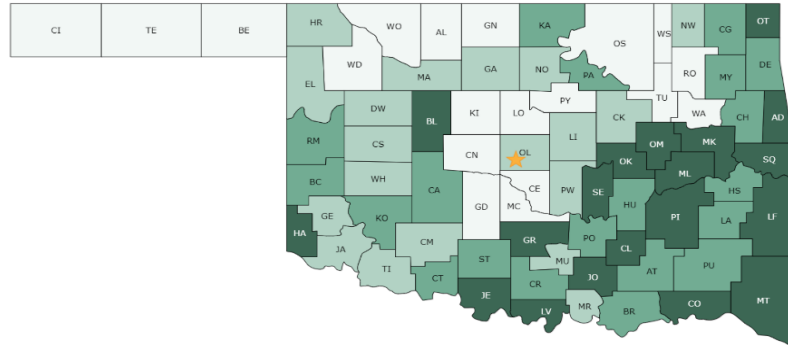 HR WO AL GN KA OS WS NW CG OT
CI TE BE
WD MA GA NO PA RO MY DE
EL
DW BL KI LO PY TU WA CK CH AD
RM CS CN OL LI OK OM MK SQ
BC WH CA CE PW SE ML HS
GE KO GD MC HU PI LA LF
HA JA CM GR PO CL
TI CT ST MU JO AT PU
JE CR LV MR BR CO MT